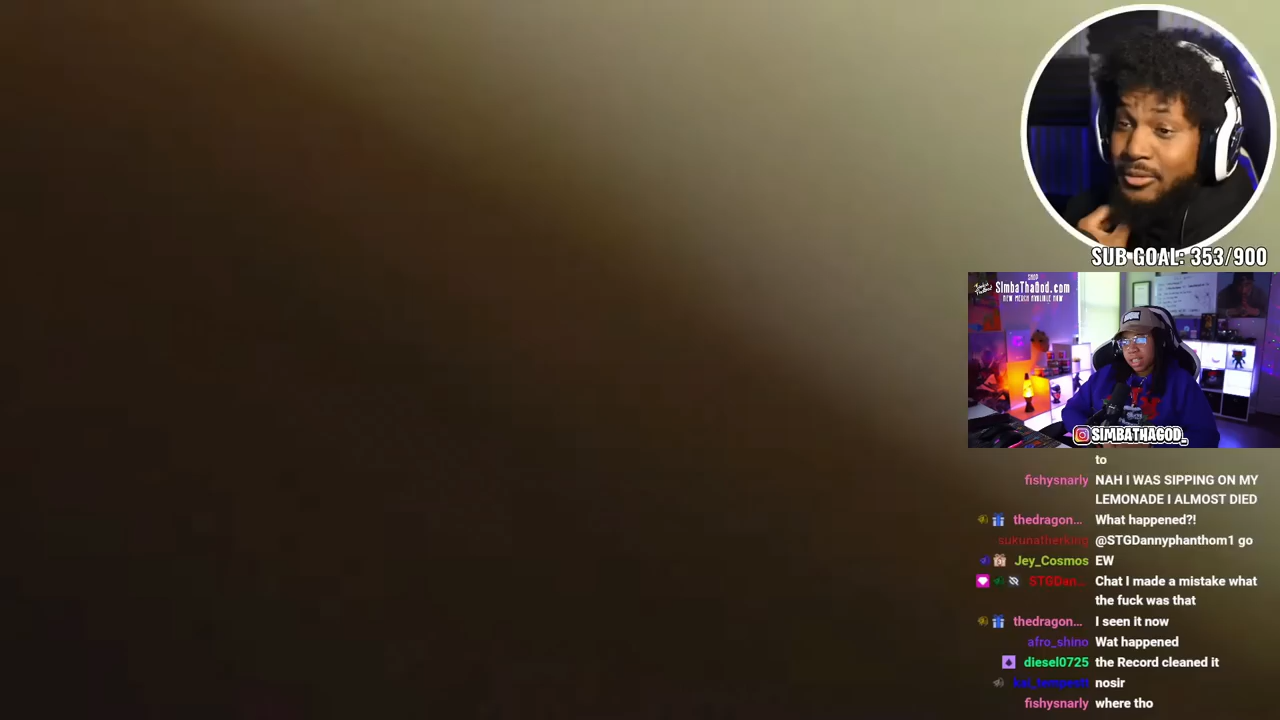 SUB GOAL: 353/900
SHOP
SimbaThaGod.com
NEW MERCH AVAILABLE NOW
SIMBATHAGOD_
to
fishysnarly NAH I WAS SIPPING ON MY
LEMONADE I ALMOST DIED
thedragon... What happened?!
sukunatherking @STGDannyphanthom1 go
Jey_Cosmos EW
STGDan... Chat I made a mistake what
the fuck was that
thedragon... I seen it now
afro_shino Wat happened
diesel0725 the Record cleaned it
nosir
fishysnarly where tho